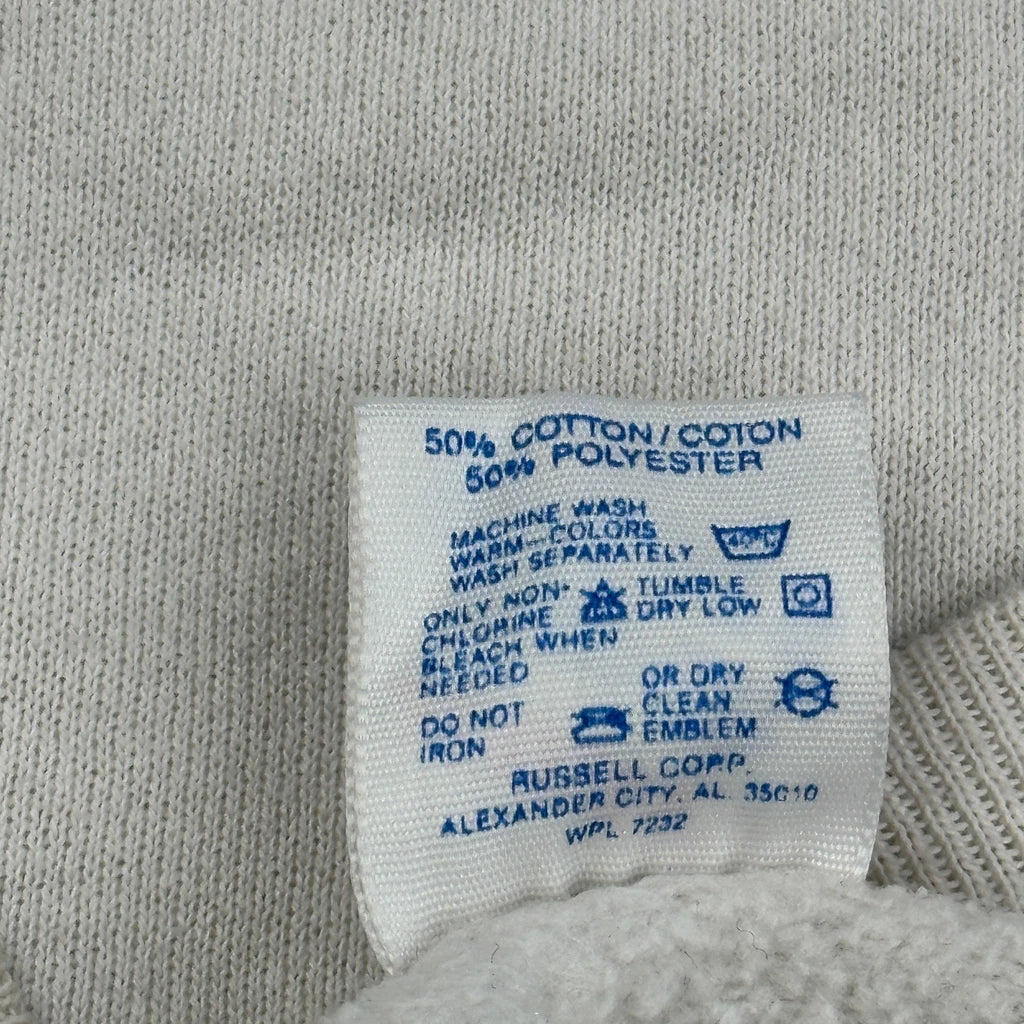 50% COTTON/COTON
50% POLYESTER
MACHINE WASH
WARM-COLORS
WASH SEPARATELY
40°C
ONLY NON-
CHLORINE
BLEACH WHEN
NEEDED
TUMBLE
DRY LOW
DO NOT
IRON
OR DRY
CLEAN
EMBLEM
RUSSELL CORP.
ALEXANDER CITY, AL. 35010
WPL 7232